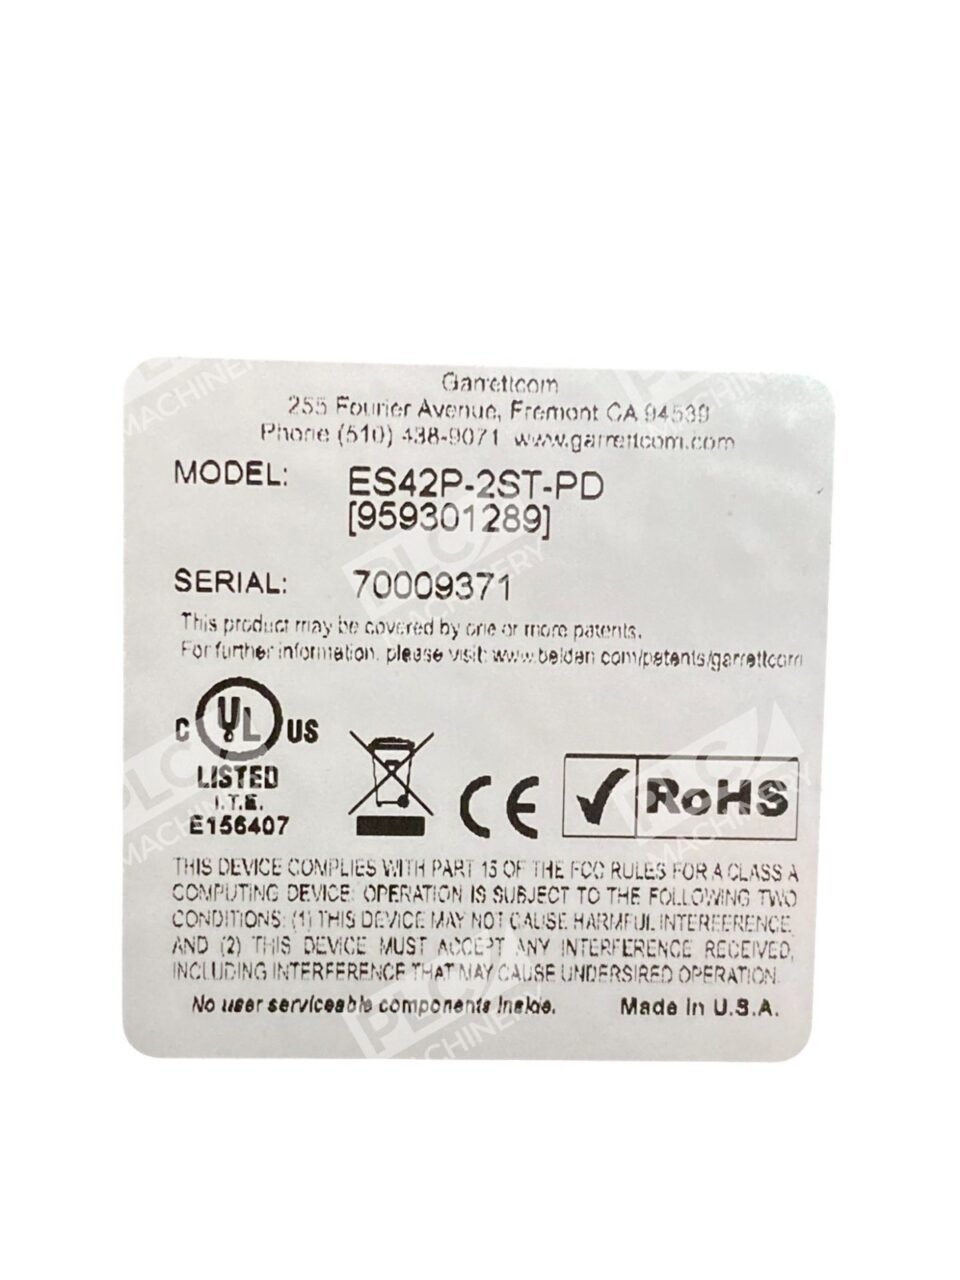 Garrettcom
255 Fourier Avenue, Fremont CA 94539
Phone (510) 438-9071 www.garrettcom.com
MODEL: ES42P-2ST-PD
[959301289]
SERIAL: 70009371
This product may be covered by one or more patents.
For further information, please visit: www.belden.com/patents/garrettcom
C UL US
LISTED
I.T.E.
E156407
CE
RoHS
THIS DEVICE COMPLIES WITH PART 15 OF THE FCC RULES FOR A CLASS A
COMPUTING DEVICE: OPERATION IS SUBJECT TO THE FOLLOWING TWO
CONDITIONS: (1) THIS DEVICE MAY NOT CAUSE HARMFUL INTERFERENCE,
AND (2) THIS DEVICE MUST ACCEPT ANY INTERFERENCE RECEIVED,
INCLUDING INTERFERENCE THAT MAY CAUSE UNDERSIRED OPERATION.
No user serviceable components inside. Made in U.S.A.
PLC MACHINERY